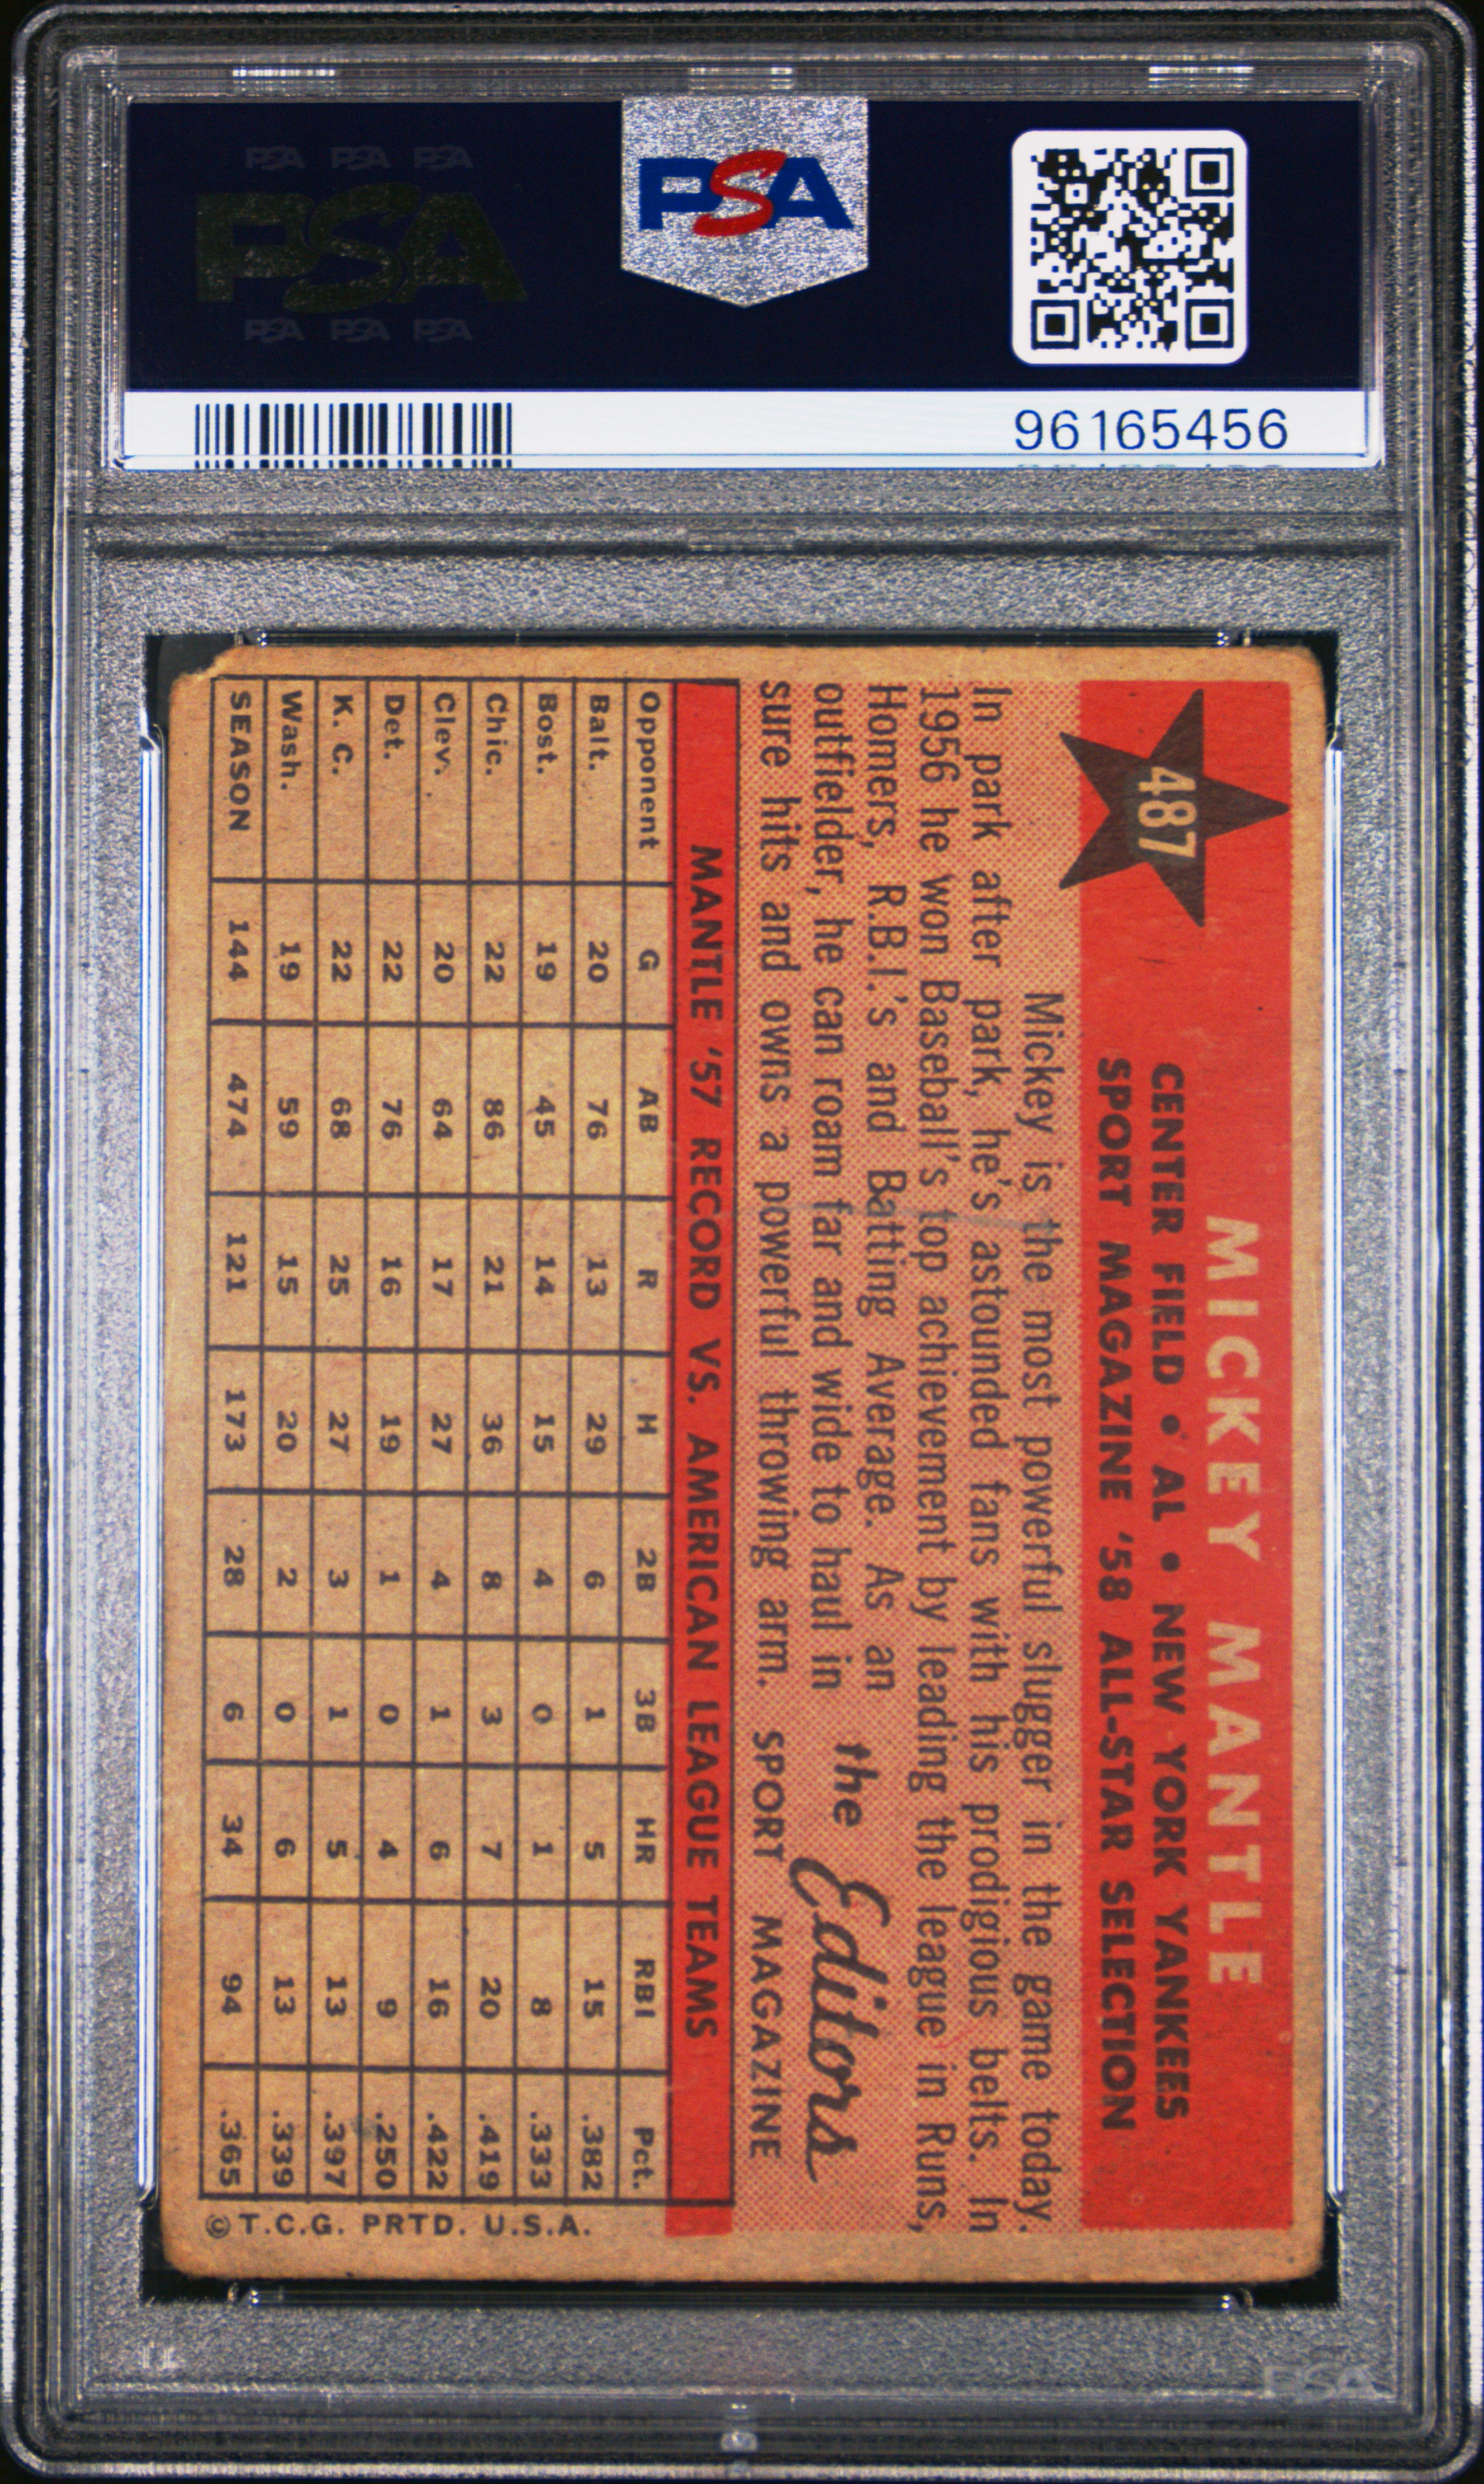 PSA PSA PSA
PSA
PSA PSA PSA
PSA
96165456
487
MICKEY MANTLE
CENTER FIELD • AL • NEW YORK YANKEES
SPORT MAGAZINE '58 ALL-STAR SELECTION
Mickey is the most powerful slugger in the game today.
In park after park, he's astounded fans with his prodigious belts. In
1956 he won Baseball's top achievement by leading the league in Runs,
Homers, R.B.I.'s and Batting Average. As an
outfielder, he can roam far and wide to haul in
sure hits and owns a powerful throwing arm.
the Editors
SPORT MAGAZINE
MANTLE '57 RECORD VS. AMERICAN LEAGUE TEAMS
Opponent G AB R H 2B 3B HR RBI Pct.
Balt. 20 76 13 29 6 1 5 15 .382
Bost. 19 45 14 15 4 0 1 8 .333
Chic. 22 86 21 36 8 3 7 20 .419
Clev. 20 64 17 27 4 1 6 16 .422
Det. 22 76 16 19 1 0 4 9 .250
K. C. 22 68 25 27 3 1 5 13 .397
Wash. 19 59 15 20 2 0 6 13 .339
SEASON 144 474 121 173 28 6 34 94 .365
© T.C.G. PRTD. U.S.A.
PSA